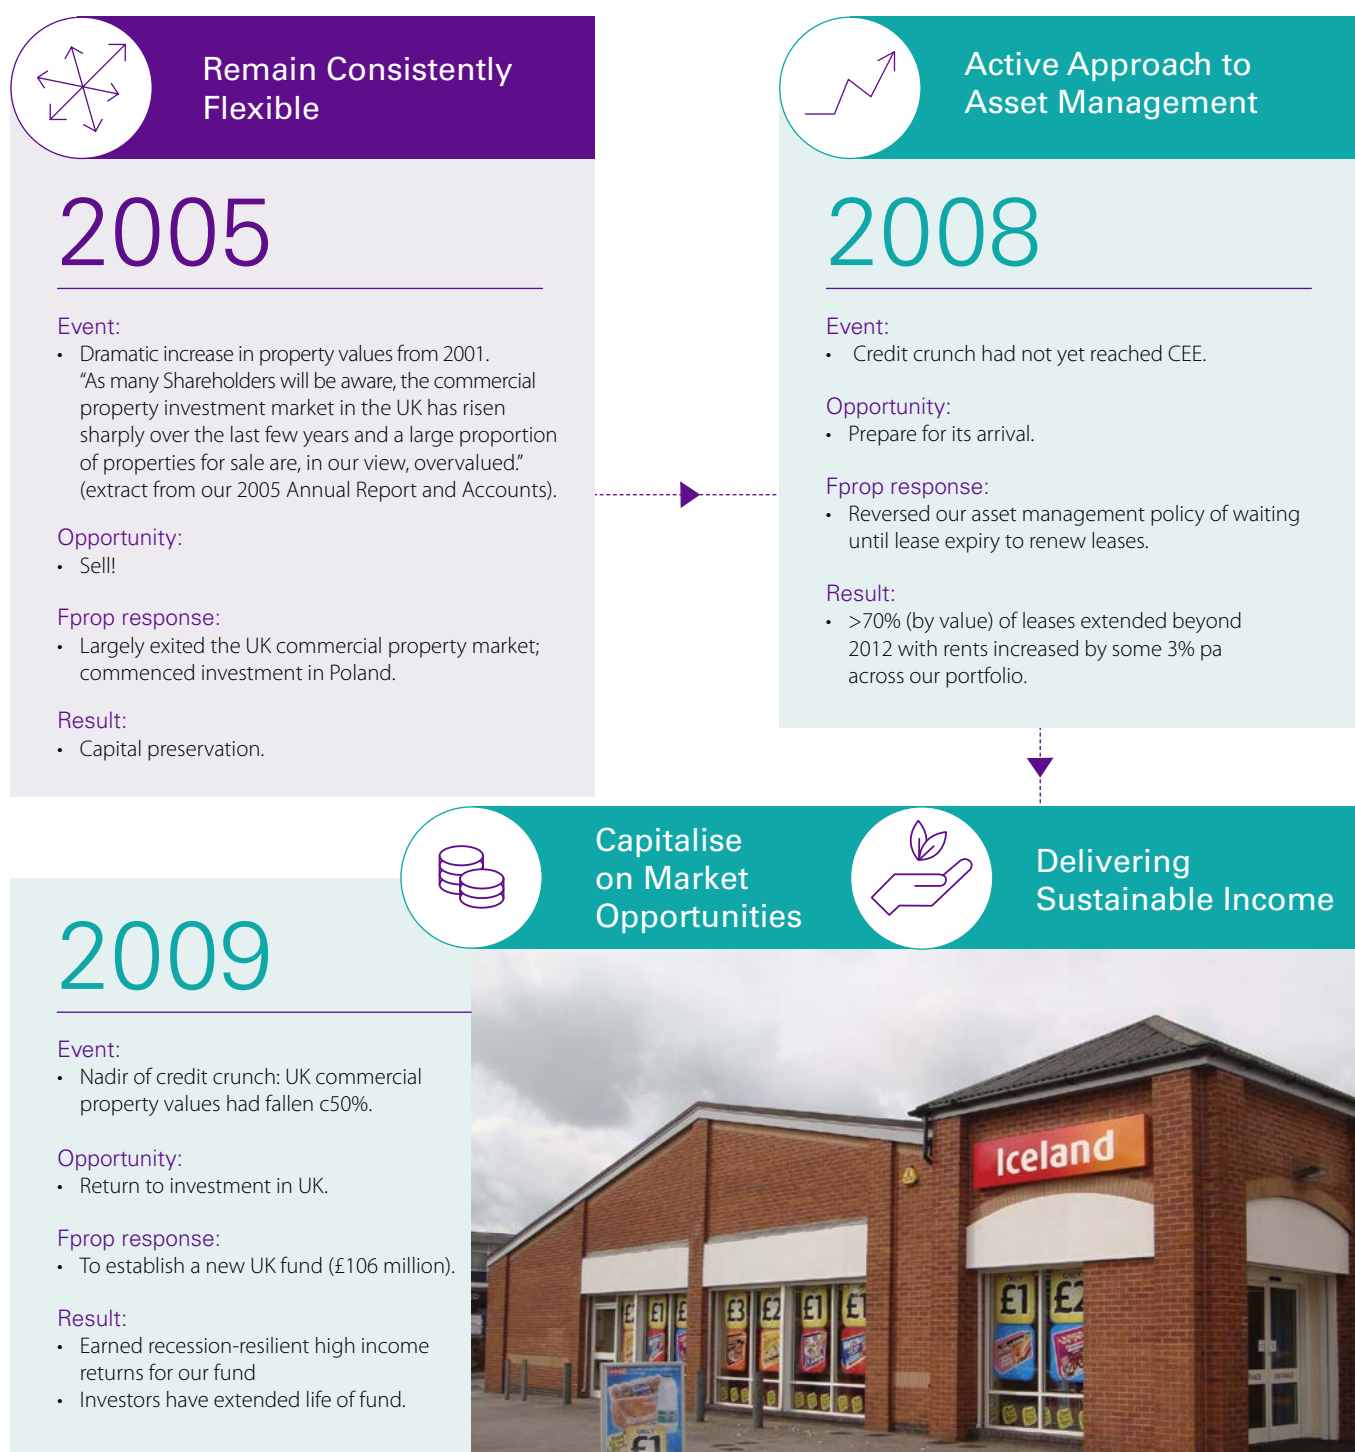 Remain Consistently
Flexible
2005
Event:
• Dramatic increase in property values from 2001.
“As many Shareholders will be aware, the commercial
property investment market in the UK has risen
sharply over the last few years and a large proportion
of properties for sale are, in our view, overvalued.”
(extract from our 2005 Annual Report and Accounts).
Opportunity:
• Sell!
Fprop response:
• Largely exited the UK commercial property market;
commenced investment in Poland.
Result:
• Capital preservation.
Active Approach to
Asset Management
2008
Event:
• Credit crunch had not yet reached CEE.
Opportunity:
• Prepare for its arrival.
Fprop response:
• Reversed our asset management policy of waiting
until lease expiry to renew leases.
Result:
• >70% (by value) of leases extended beyond
2012 with rents increased by some 3% pa
across our portfolio.
Capitalise
on Market
Opportunities
Delivering
Sustainable Income
2009
Event:
• Nadir of credit crunch: UK commercial
property values had fallen c50%.
Opportunity:
• Return to investment in UK.
Fprop response:
• To establish a new UK fund (£106 million).
Result:
• Earned recession-resilient high income
returns for our fund
• Investors have extended life of fund.
Iceland
£1 £3 £2 £1 £1
£1 £2
ONLY
£1